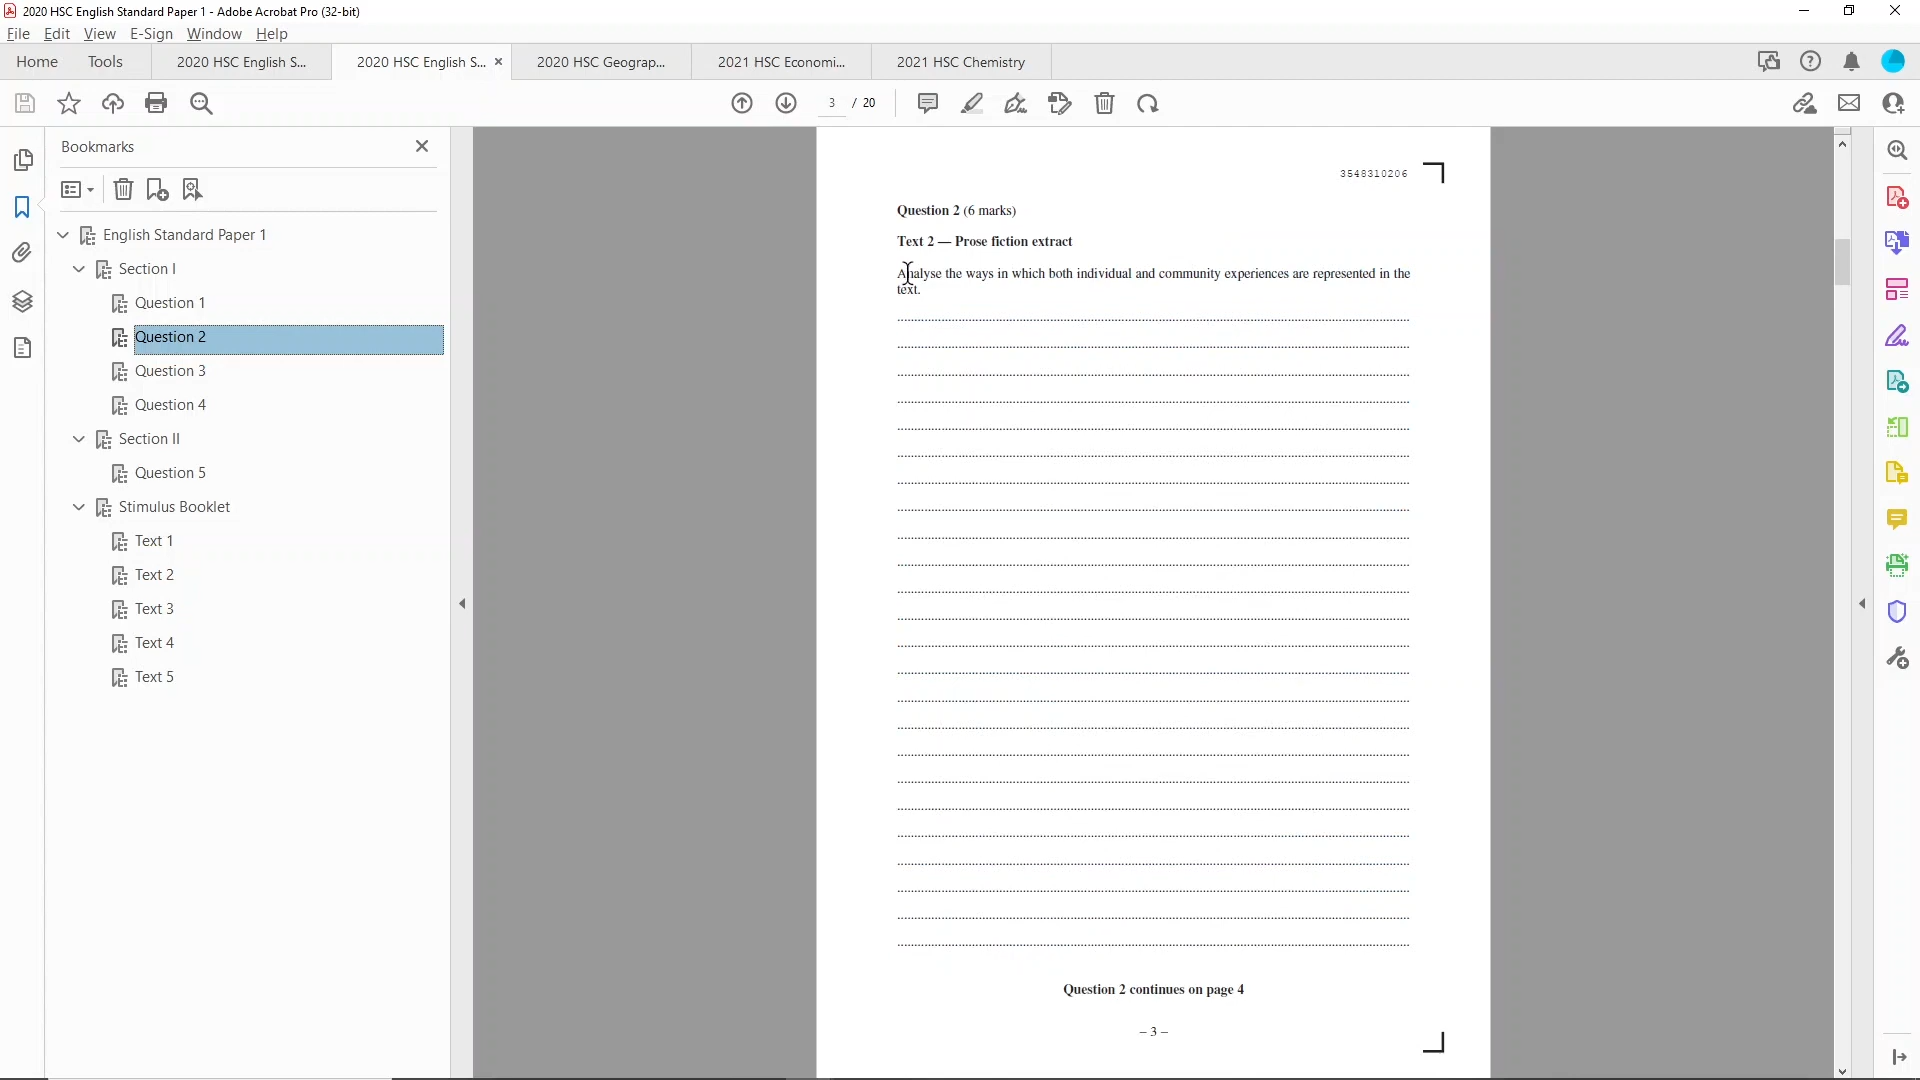 2020 HSC English Standard Paper 1 - Adobe Acrobat Pro (32-bit)
File Edit View E-Sign Window Help
Home Tools 2020 HSC English S... 2020 HSC English S... 2020 HSC Geograp... 2021 HSC Economi... 2021 HSC Chemistry
3 / 20
Bookmarks
English Standard Paper 1
Section I
Question 1
Question 2
Question 3
Question 4
Section II
Question 5
Stimulus Booklet
Text 1
Text 2
Text 3
Text 4
Text 5
3548310206
Question 2 (6 marks)
Text 2 — Prose fiction extract
Analyse the ways in which both individual and community experiences are represented in the
text.
Question 2 continues on page 4
– 3 –